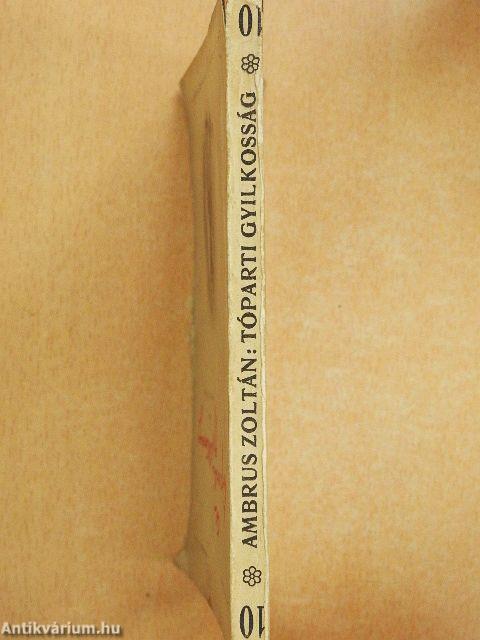 10 AMBRUS ZOLTÁN: TÓPARTI GYILKOSSÁG 10
Antikvárium.hu